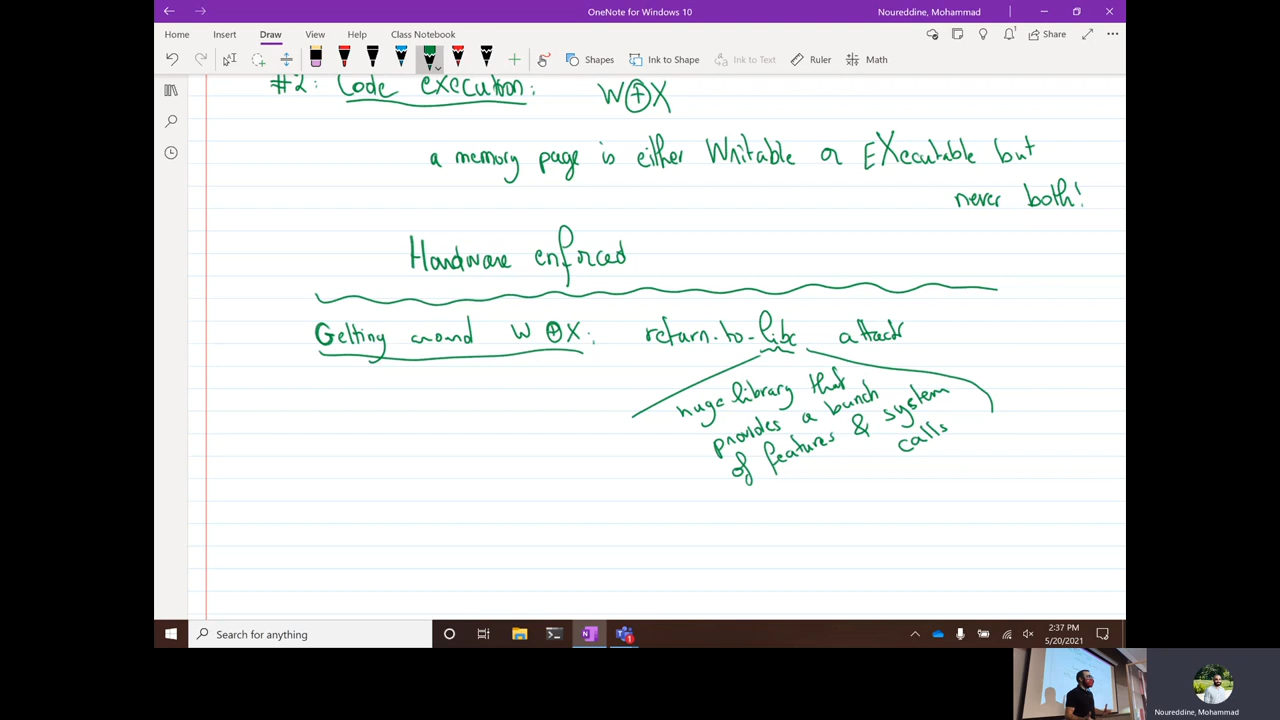 OneNote for Windows 10
Noureddine, Mohammad
Home Insert Draw View Help Class Notebook
Share
Shapes Ink to Shape Ink to Text Ruler Math
#2: Code execution: W⊕X
a memory page is either Writable or EXecutable but
never both!
Hardware enforced
Getting around W⊕X: return-to-libc attack
huge library that
provides a bunch
of features & system
calls
Search for anything
2:37 PM
5/20/2021
Noureddine, Mohammad